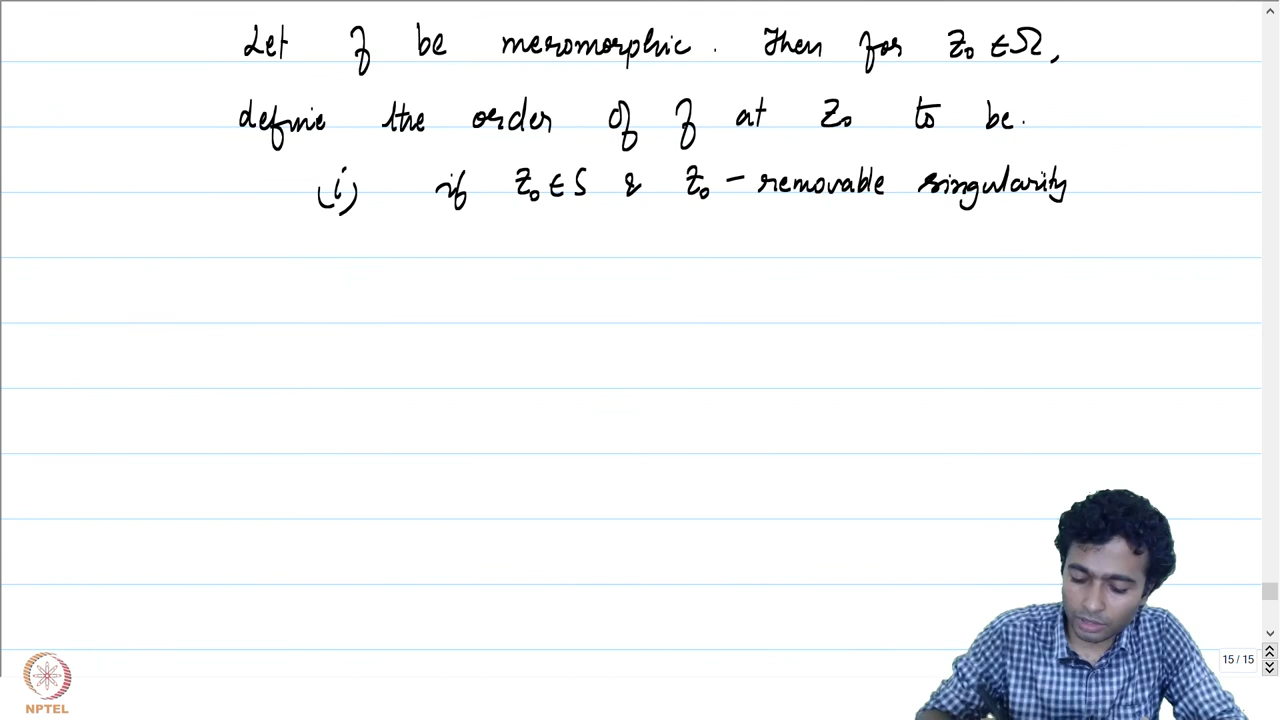 Let f be meromorphic. Then for z₀ ∈ Ω,
define the order of f at z₀ to be.
(i) if z₀ ∈ S & z₀ – removable singularity
15 / 15
NPTEL